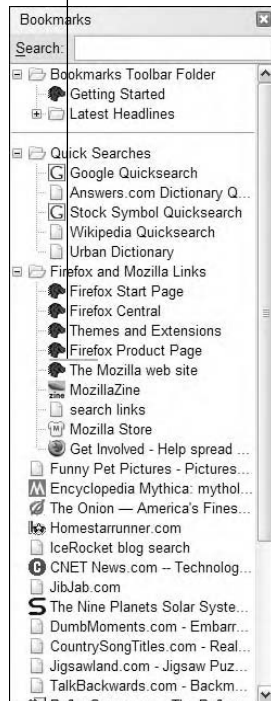 Bookmarks
Search:
Bookmarks Toolbar Folder
Getting Started
Latest Headlines
Quick Searches
Google Quicksearch
Answers.com Dictionary Q...
Stock Symbol Quicksearch
Wikipedia Quicksearch
Urban Dictionary
Firefox and Mozilla Links
Firefox Start Page
Firefox Central
Themes and Extensions
Firefox Product Page
The Mozilla web site
MozillaZine
search links
Mozilla Store
Get Involved - Help spread ...
Funny Pet Pictures - Pictures...
Encyclopedia Mythica: mythol...
The Onion — America's Fines...
Homestarrunner.com
IceRocket blog search
CNET News.com -- Technolog...
JibJab.com
The Nine Planets Solar Syste...
DumbMoments.com - Embarr...
CountrySongTitles.com - Real...
Jigsawland.com - Jigsaw Puz...
TalkBackwards.com - Backm...